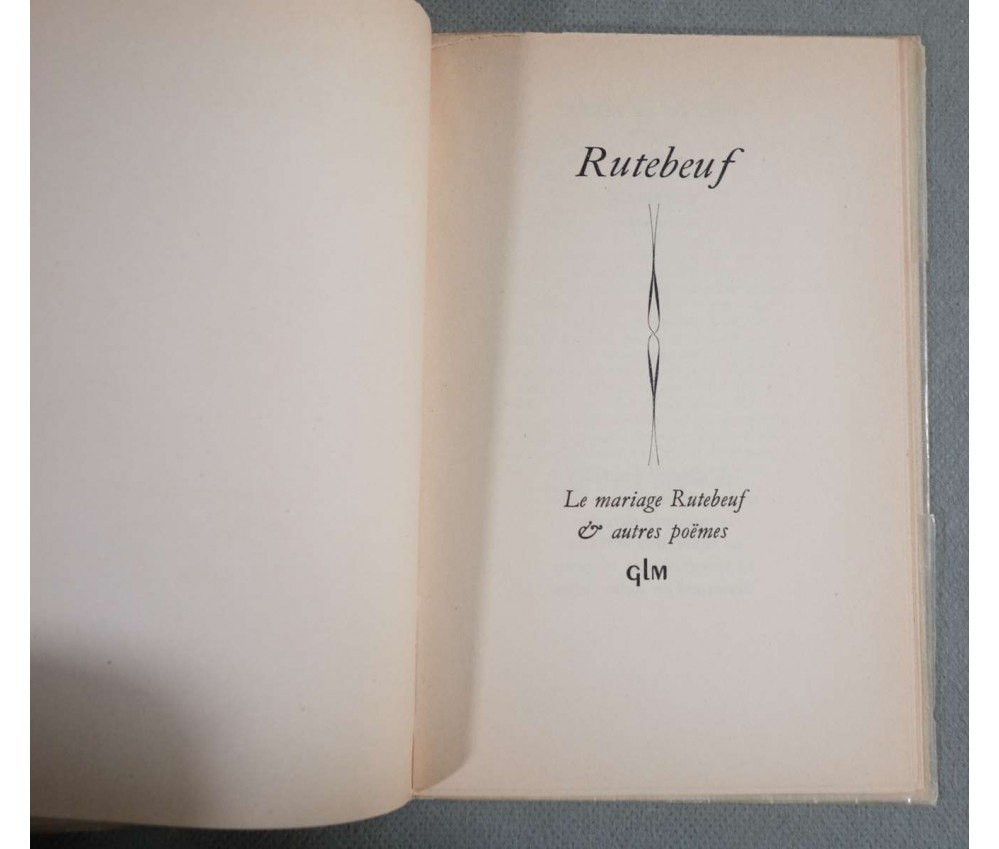 Rutebeuf
Le mariage Rutebeuf
& autres poëmes
GLM